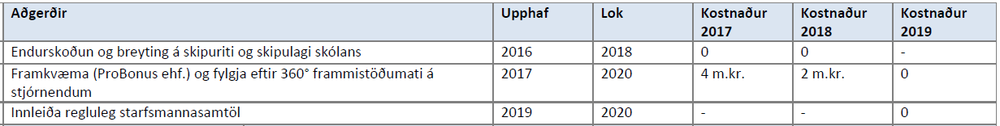 Aðgerðir Upphaf Lok Kostnaður Kostnaður Kostnaður
2017 2018 2019
Endurskoðun og breyting á skipuriti og skipulagi skólans 2016 2018 0 0 -
Framkvæma (ProBonus ehf.) og fylgja eftir 360° frammistöðumati á 2017 2020 4 m.kr. 2 m.kr. 0
stjórnendum
Innleiða regluleg starfsmannasamtöl 2019 2020 - - 0